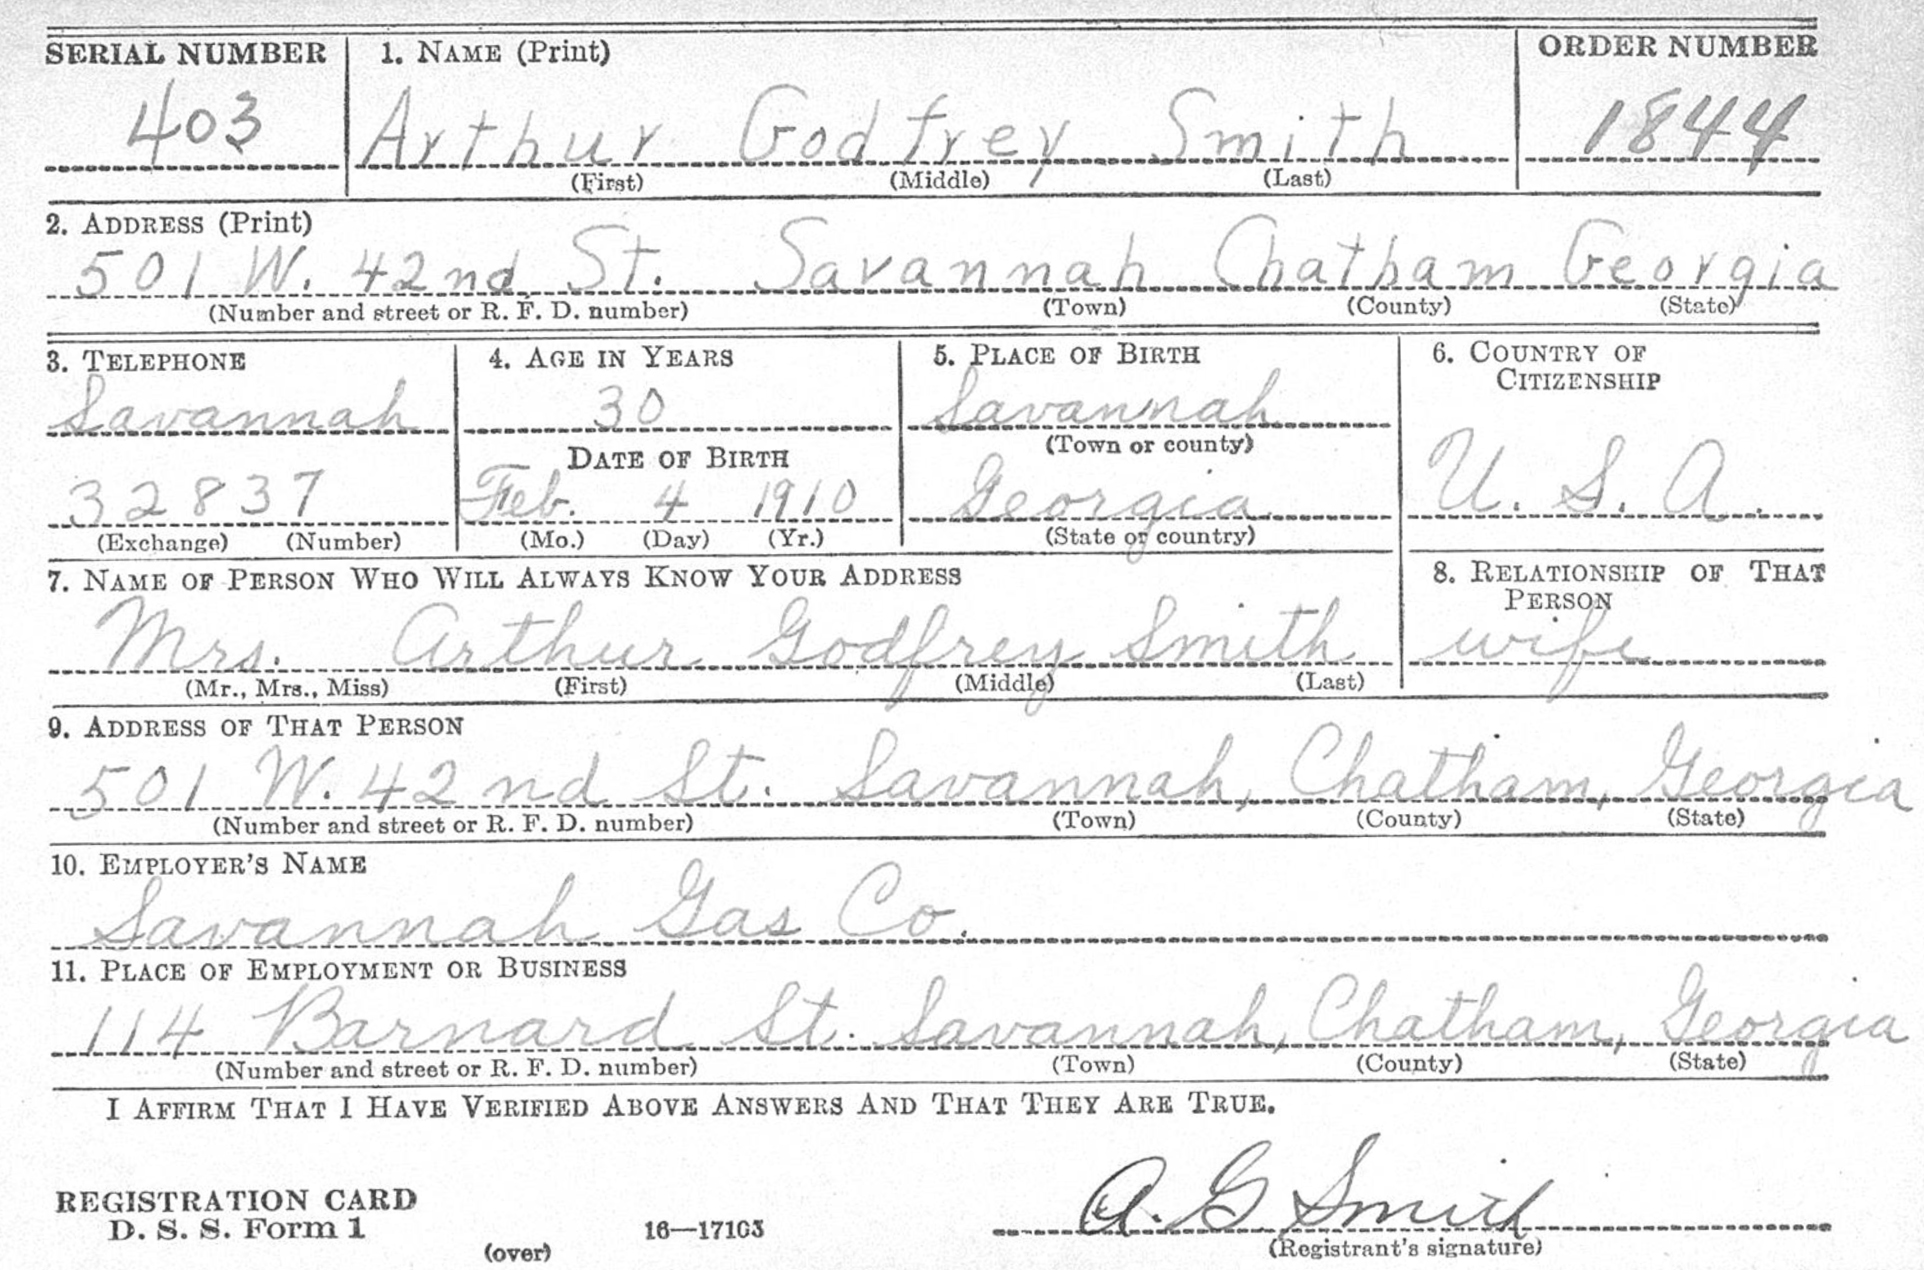 SERIAL NUMBER 1. NAME (Print) ORDER NUMBER
403 Arthur Godfrey Smith 1844
(First) (Middle) (Last)
2. ADDRESS (Print)
501 W. 42nd St. Savannah Chatham Georgia
(Number and street or R. F. D. number) (Town) (County) (State)
3. TELEPHONE 4. AGE IN YEARS 5. PLACE OF BIRTH 6. COUNTRY OF
CITIZENSHIP
Savannah 30 Savannah
(Town or county)
DATE OF BIRTH
32837 Feb. 4 1910 Georgia U. S. A.
(Exchange) (Number) (Mo.) (Day) (Yr.) (State or country)
7. NAME OF PERSON WHO WILL ALWAYS KNOW YOUR ADDRESS 8. RELATIONSHIP OF THAT
PERSON
Mrs. Arthur Godfrey Smith wife
(Mr., Mrs., Miss) (First) (Middle) (Last)
9. ADDRESS OF THAT PERSON
501 W. 42nd St. Savannah, Chatham, Georgia
(Number and street or R. F. D. number) (Town) (County) (State)
10. EMPLOYER'S NAME
Savannah Gas Co.
11. PLACE OF EMPLOYMENT OR BUSINESS
114 Barnard St. Savannah, Chatham, Georgia
(Number and street or R. F. D. number) (Town) (County) (State)
I AFFIRM THAT I HAVE VERIFIED ABOVE ANSWERS AND THAT THEY ARE TRUE.
REGISTRATION CARD
D. S. S. Form 1 16—17103 A. G. Smith
(over) (Registrant's signature)